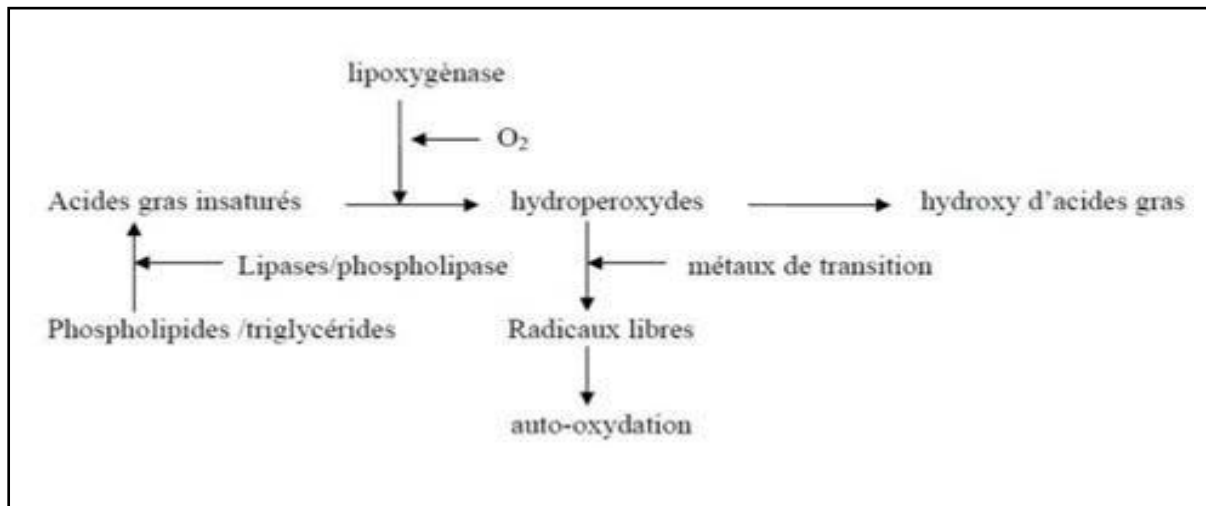 lipoxygènase
O₂
Acides gras insaturés
hydroperoxydes
hydroxy d’acides gras
Lipases/phospholipase
métaux de transition
Phospholipides /triglycérides
Radicaux libres
auto-oxydation